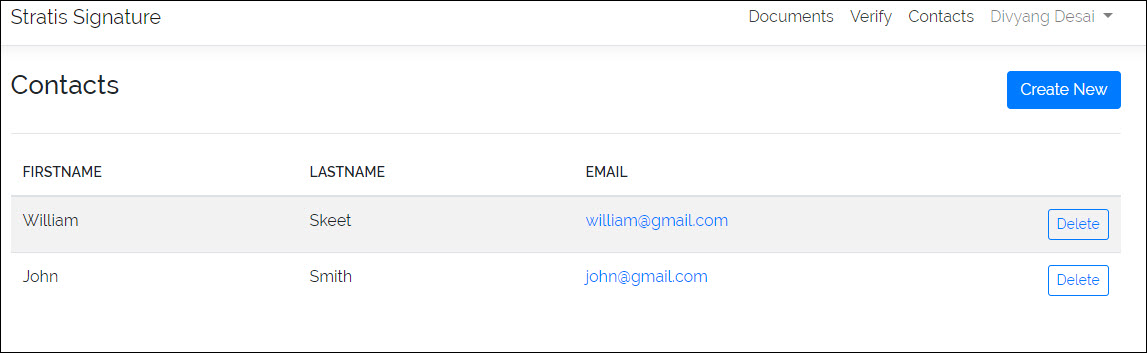 Stratis Signature Documents Verify Contacts Divyang Desai
Contacts Create New
FIRSTNAME LASTNAME EMAIL
William Skeet william@gmail.com Delete
John Smith john@gmail.com Delete